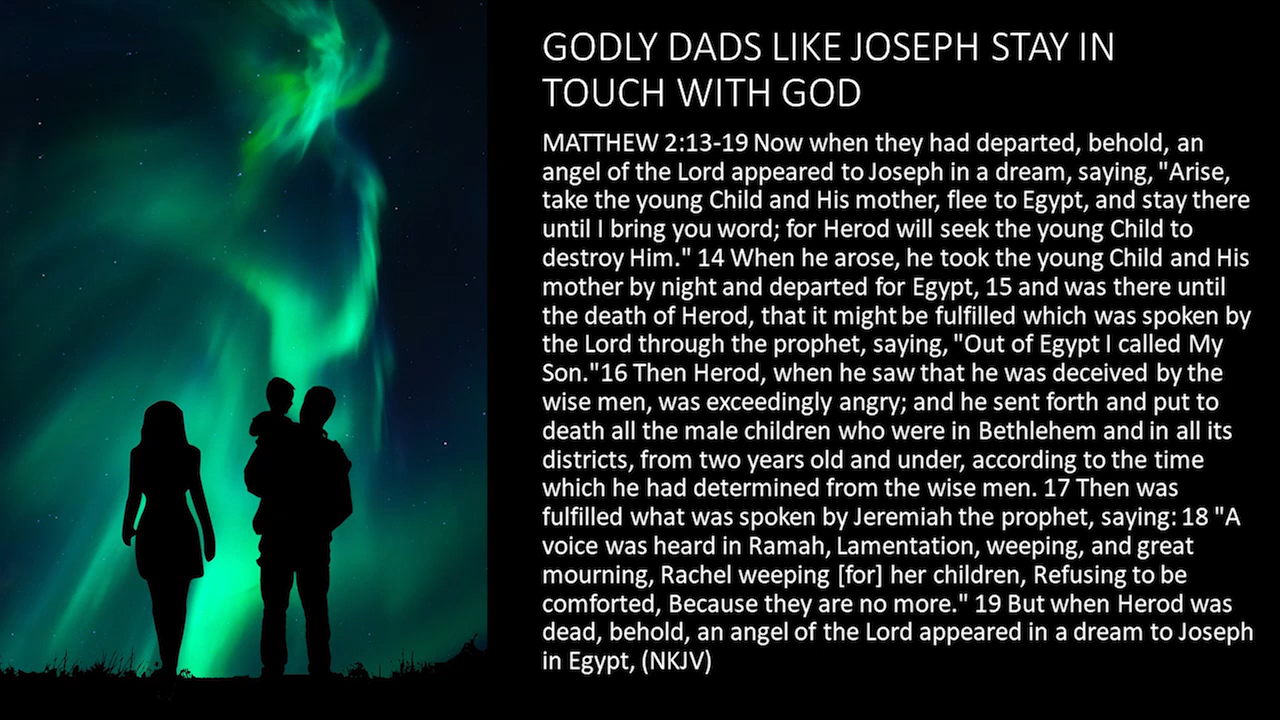 GODLY DADS LIKE JOSEPH STAY IN
TOUCH WITH GOD
MATTHEW 2:13-19 Now when they had departed, behold, an
angel of the Lord appeared to Joseph in a dream, saying, "Arise,
take the young Child and His mother, flee to Egypt, and stay there
until I bring you word; for Herod will seek the young Child to
destroy Him." 14 When he arose, he took the young Child and His
mother by night and departed for Egypt, 15 and was there until
the death of Herod, that it might be fulfilled which was spoken by
the Lord through the prophet, saying, "Out of Egypt I called My
Son."16 Then Herod, when he saw that he was deceived by the
wise men, was exceedingly angry; and he sent forth and put to
death all the male children who were in Bethlehem and in all its
districts, from two years old and under, according to the time
which he had determined from the wise men. 17 Then was
fulfilled what was spoken by Jeremiah the prophet, saying: 18 "A
voice was heard in Ramah, Lamentation, weeping, and great
mourning, Rachel weeping [for] her children, Refusing to be
comforted, Because they are no more." 19 But when Herod was
dead, behold, an angel of the Lord appeared in a dream to Joseph
in Egypt, (NKJV)